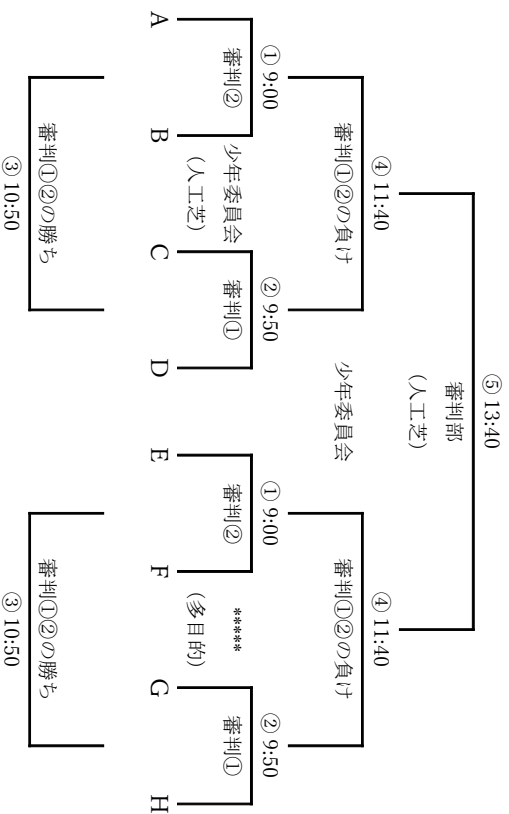 ⑤ 13:40
審判部
(人工芝)
④ 11:40
審判①②の負け
少年委員会
④ 11:40
審判①②の負け
① 9:00
審判②
少年委員会
(人工芝)
② 9:50
審判①
① 9:00
審判②
*****
(多目的)
② 9:50
審判①
A
B
C
D
E
F
G
H
審判①②の勝ち
③ 10:50
審判①②の勝ち
③ 10:50